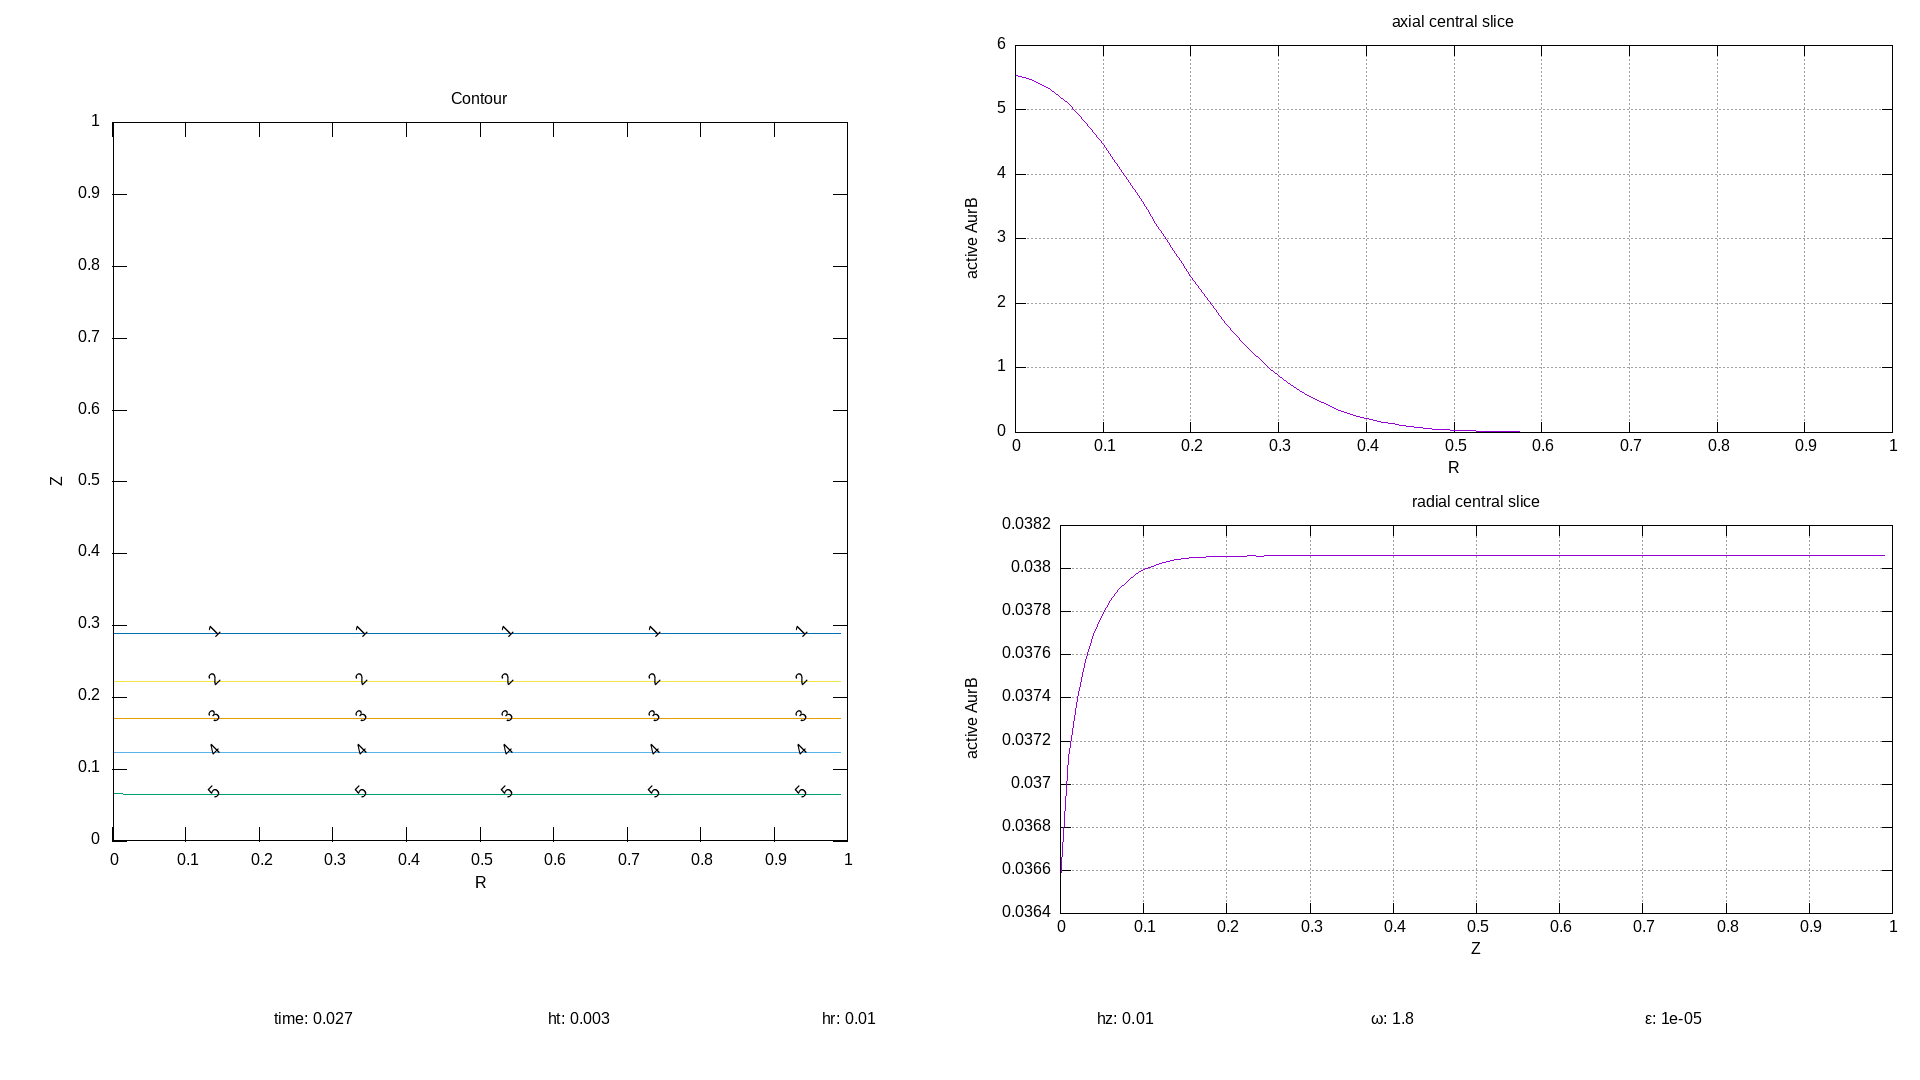 Contour
1
0.9
0.8
0.7
0.6
0.5
0.4
0.3
0.2
0.1
0
Z
1 1 1 1 1
2 2 2 2 2
3 3 3 3 3
4 4 4 4 4
5 5 5 5 5
0 0.1 0.2 0.3 0.4 0.5 0.6 0.7 0.8 0.9 1
R
axial central slice
6
5
4
3
2
1
0
active AurB
0 0.1 0.2 0.3 0.4 0.5 0.6 0.7 0.8 0.9 1
R
radial central slice
0.0382
0.038
0.0378
0.0376
0.0374
0.0372
0.037
0.0368
0.0366
0.0364
active AurB
0 0.1 0.2 0.3 0.4 0.5 0.6 0.7 0.8 0.9 1
Z
time: 0.027 ht: 0.003 hr: 0.01 hz: 0.01 ω: 1.8 ε: 1e-05